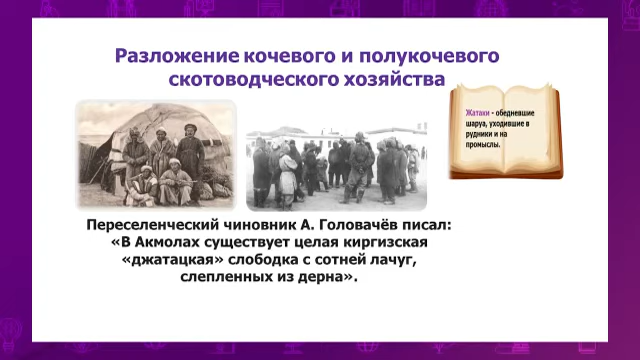 Разложение кочевого и полукочевого
скотоводческого хозяйства
Жатаки - обедневшие
шаруа, уходившие в
рудники и на
промыслы.
Переселенческий чиновник А. Головачёв писал:
«В Акмолах существует целая киргизская
«джатацкая» слободка с сотней лачуг,
слепленных из дерна».